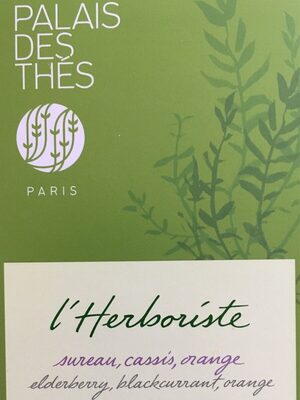 PALAIS
DES
THÉS
PARIS
l'Herboriste
sureau, cassis, orange
elderberry, blackcurrant, orange